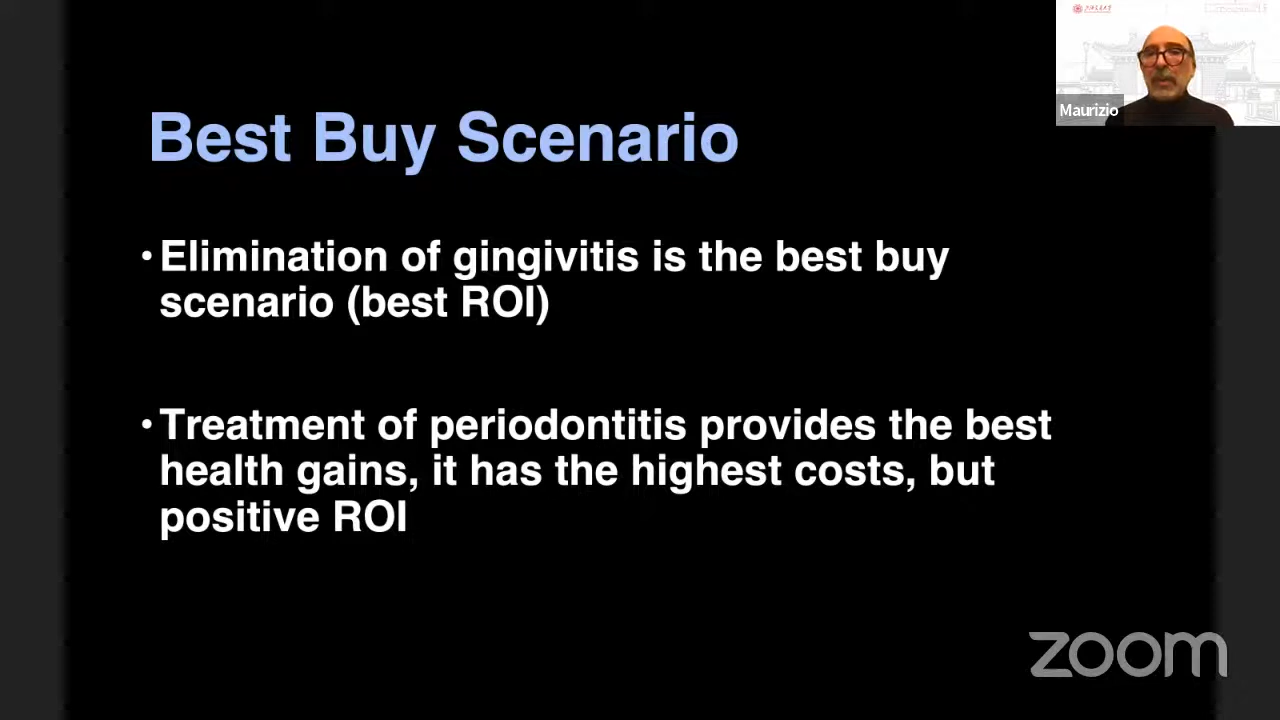 Maurizio
Best Buy Scenario
• Elimination of gingivitis is the best buy
scenario (best ROI)
• Treatment of periodontitis provides the best
health gains, it has the highest costs, but
positive ROI
zoom